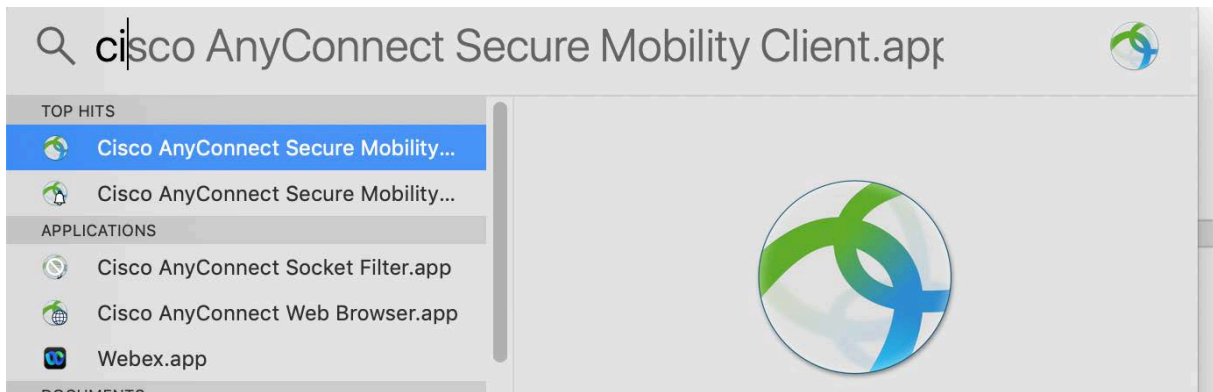 cisco AnyConnect Secure Mobility Client.app
TOP HITS
Cisco AnyConnect Secure Mobility...
Cisco AnyConnect Secure Mobility...
APPLICATIONS
Cisco AnyConnect Socket Filter.app
Cisco AnyConnect Web Browser.app
Webex.app
DOCUMENTS